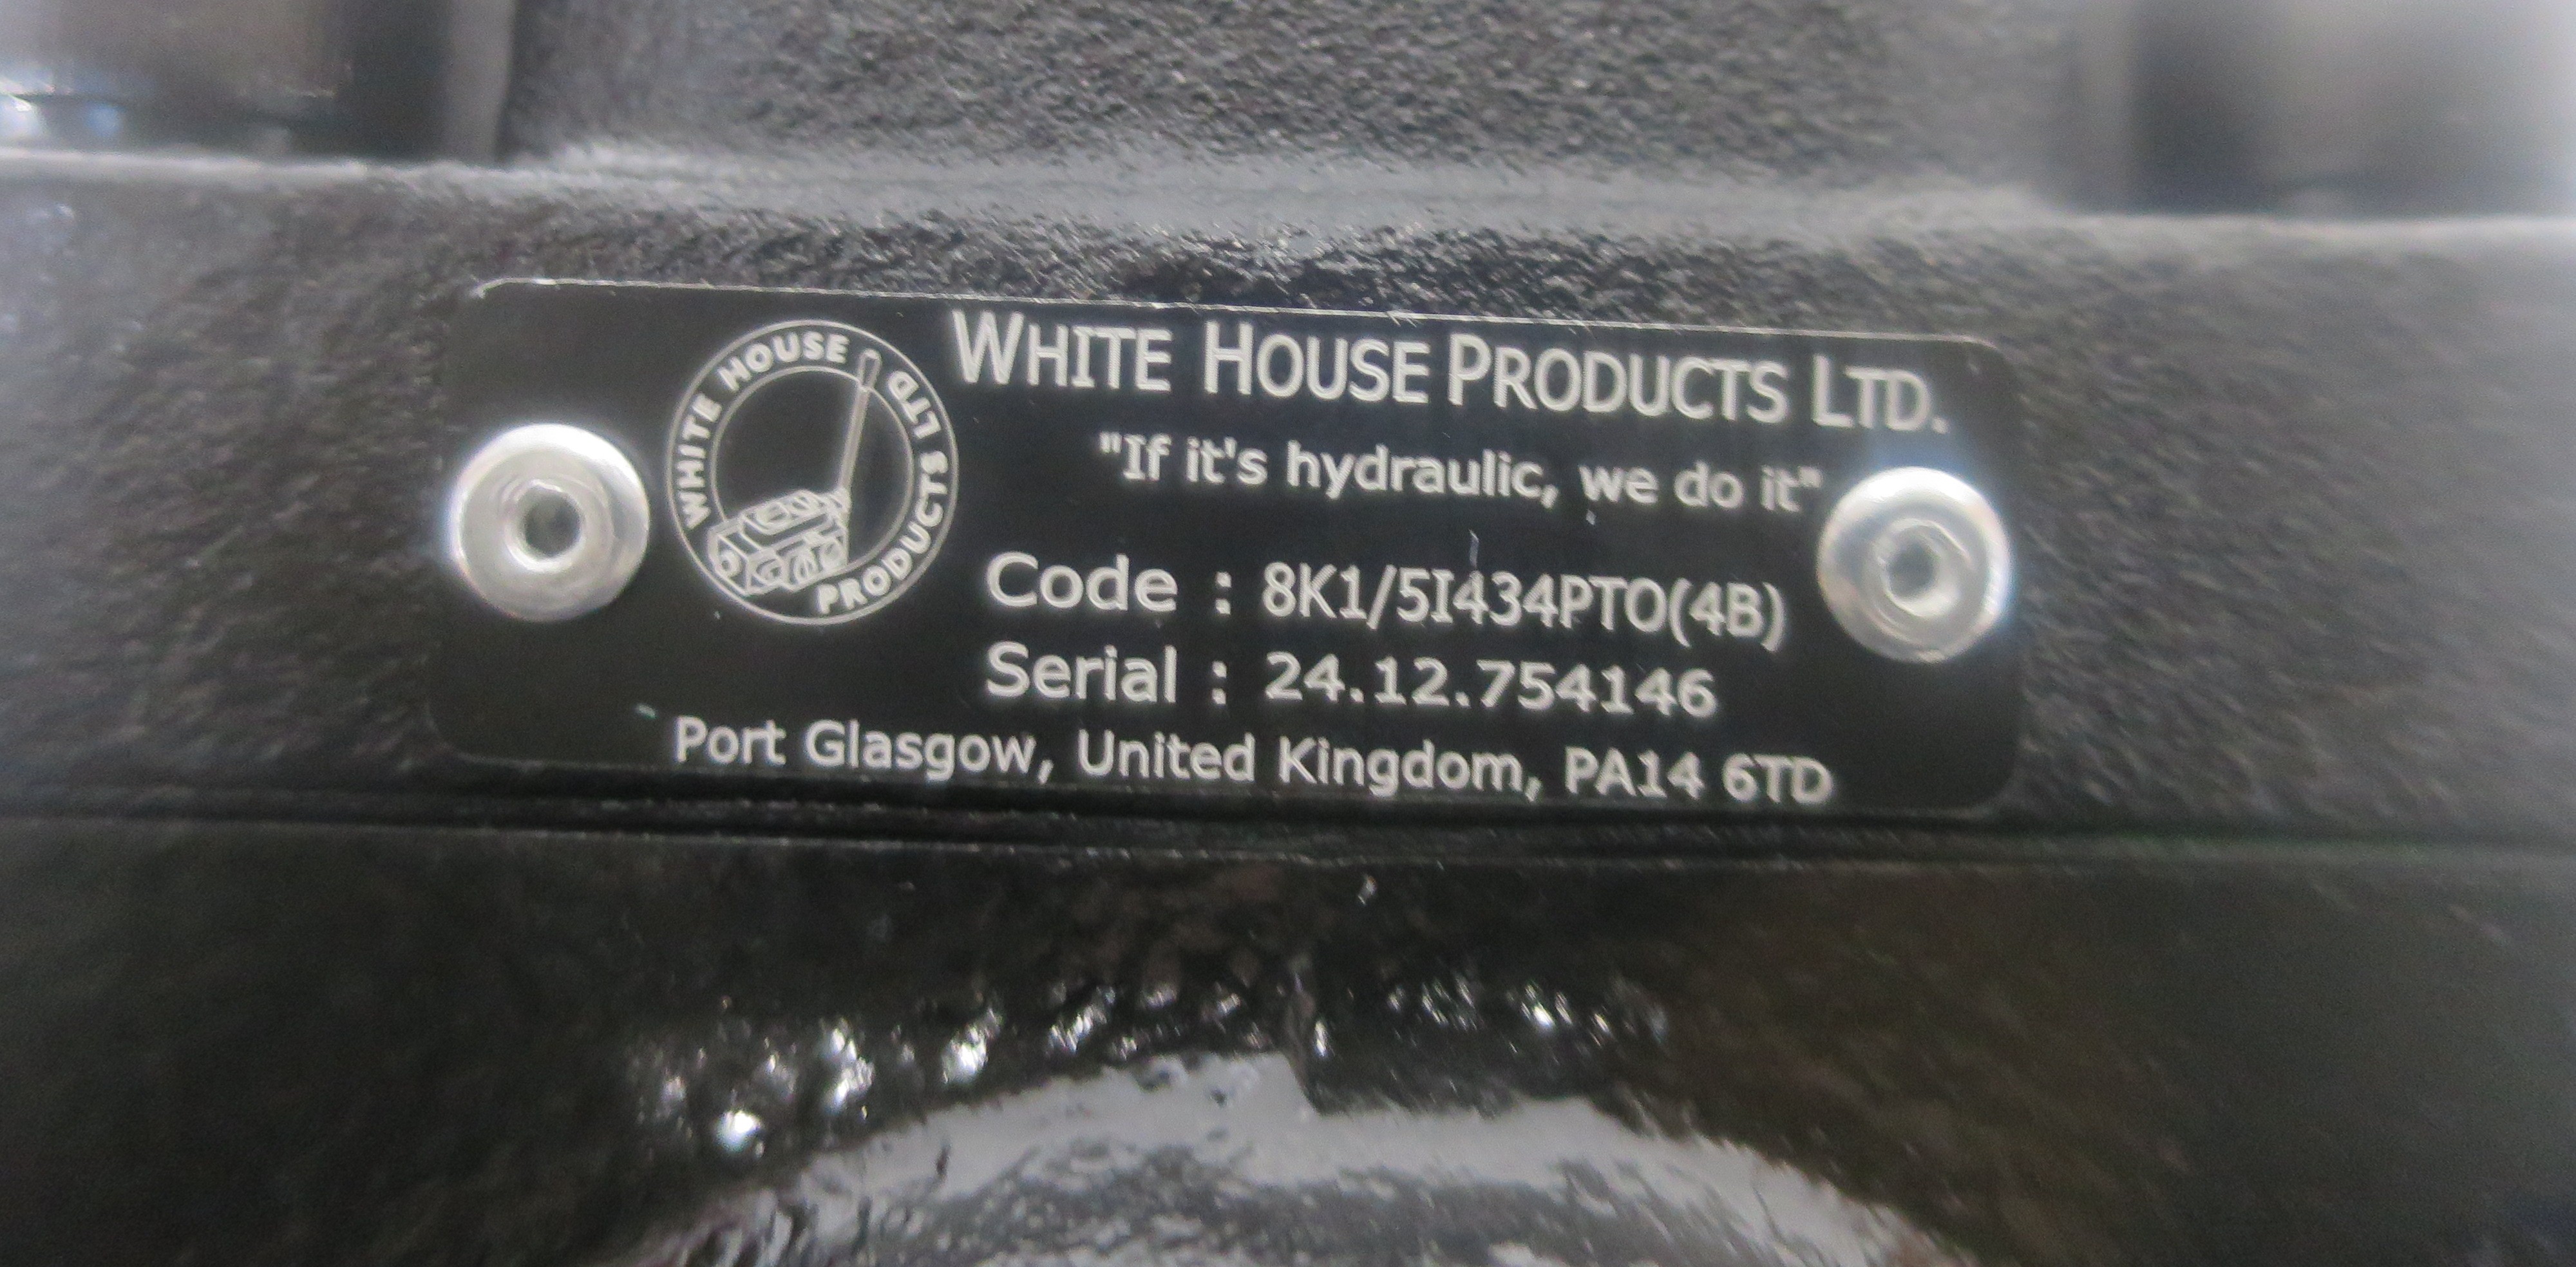 WHITE HOUSE PRODUCTS LTD
WHITE HOUSE PRODUCTS LTD.
"If it's hydraulic, we do it"
Code : 8K1/5I434PTO(4B)
Serial : 24.12.754146
Port Glasgow, United Kingdom, PA14 6TD